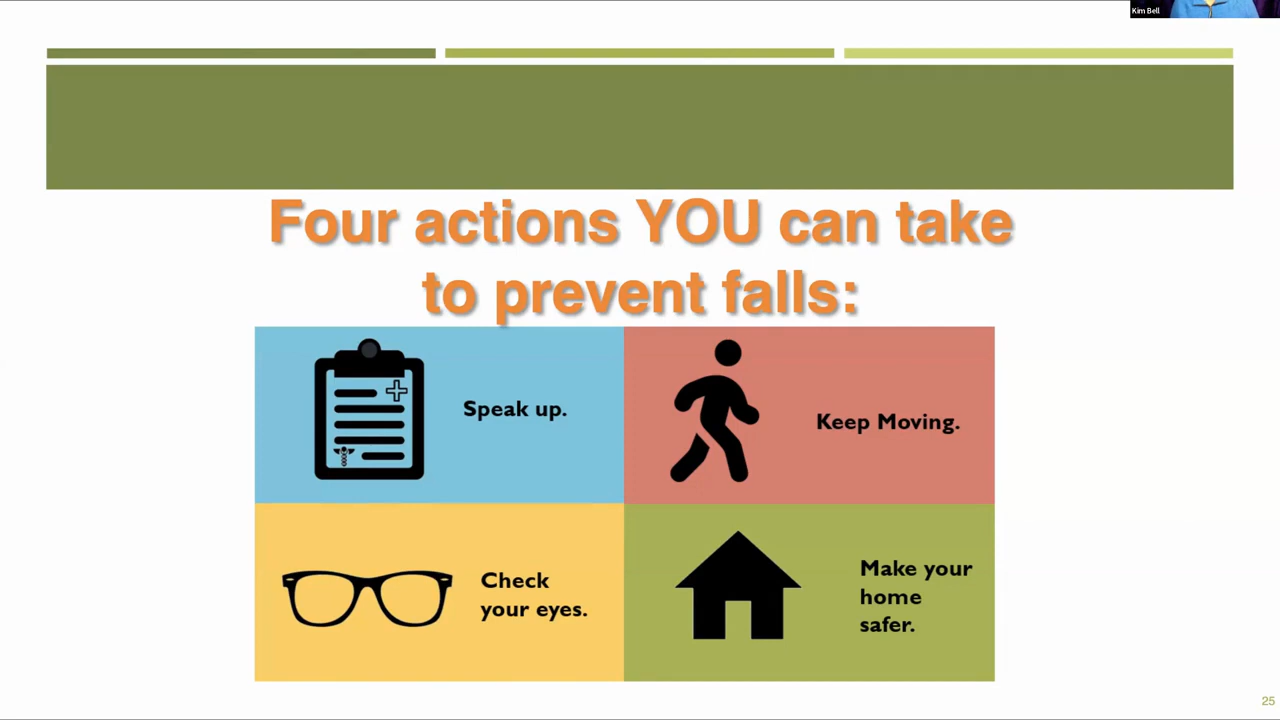 Kim Bell
Four actions YOU can take
to prevent falls:
Speak up.
Keep Moving.
Check
your eyes.
Make your
home
safer.
25